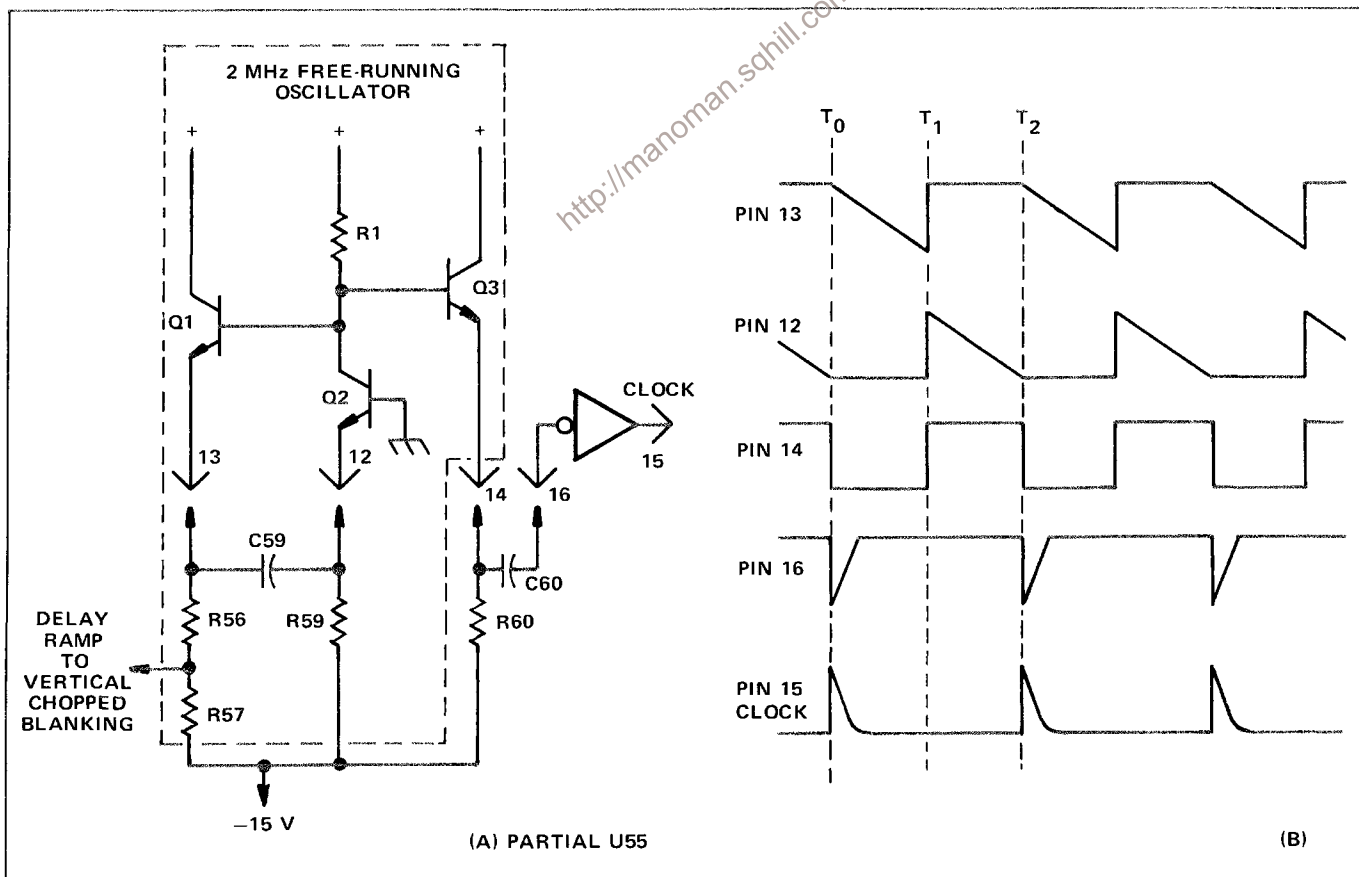 http://manoman.sqhill.com
2 MHz FREE-RUNNING
OSCILLATOR
+
+
+
R1
Q1
Q3
Q2
CLOCK
13
12
14
16
15
C59
C60
R56
R59
R60
DELAY
RAMP
TO
VERTICAL
CHOPPED
BLANKING
R57
−15 V
(A) PARTIAL U55
T0
T1
T2
PIN 13
PIN 12
PIN 14
PIN 16
PIN 15
CLOCK
(B)